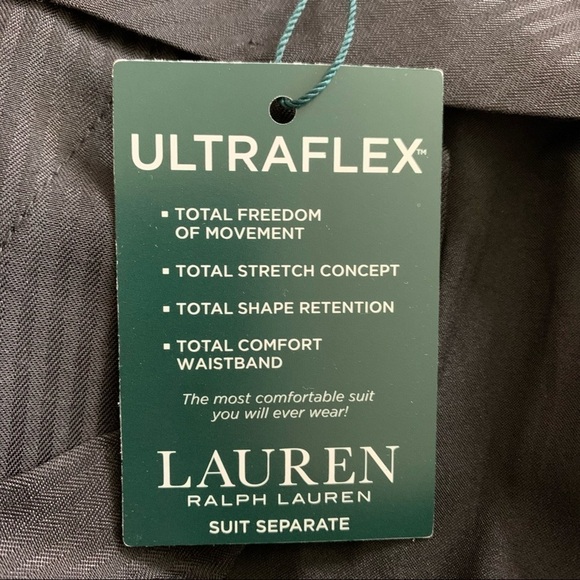 ULTRAFLEX™
▪ TOTAL FREEDOM
OF MOVEMENT
▪ TOTAL STRETCH CONCEPT
▪ TOTAL SHAPE RETENTION
▪ TOTAL COMFORT
WAISTBAND
The most comfortable suit
you will ever wear!
LAUREN
RALPH LAUREN
SUIT SEPARATE